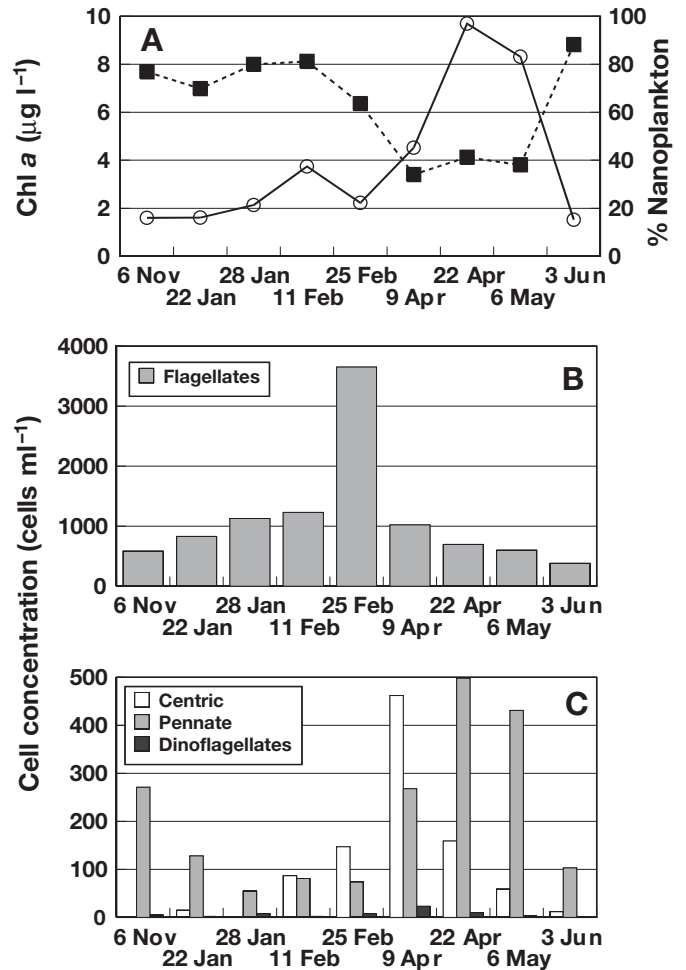 A
Chl a (µg l⁻¹)
% Nanoplankton
10
8
6
4
2
0
100
80
60
40
20
0
6 Nov 28 Jan 25 Feb 22 Apr 3 Jun
22 Jan 11 Feb 9 Apr 6 May
Cell concentration (cells ml⁻¹)
B
Flagellates
4000
3000
2000
1000
0
6 Nov 28 Jan 25 Feb 22 Apr 3 Jun
22 Jan 11 Feb 9 Apr 6 May
C
Centric
Pennate
Dinoflagellates
500
400
300
200
100
0
6 Nov 28 Jan 25 Feb 22 Apr 3 Jun
22 Jan 11 Feb 9 Apr 6 May